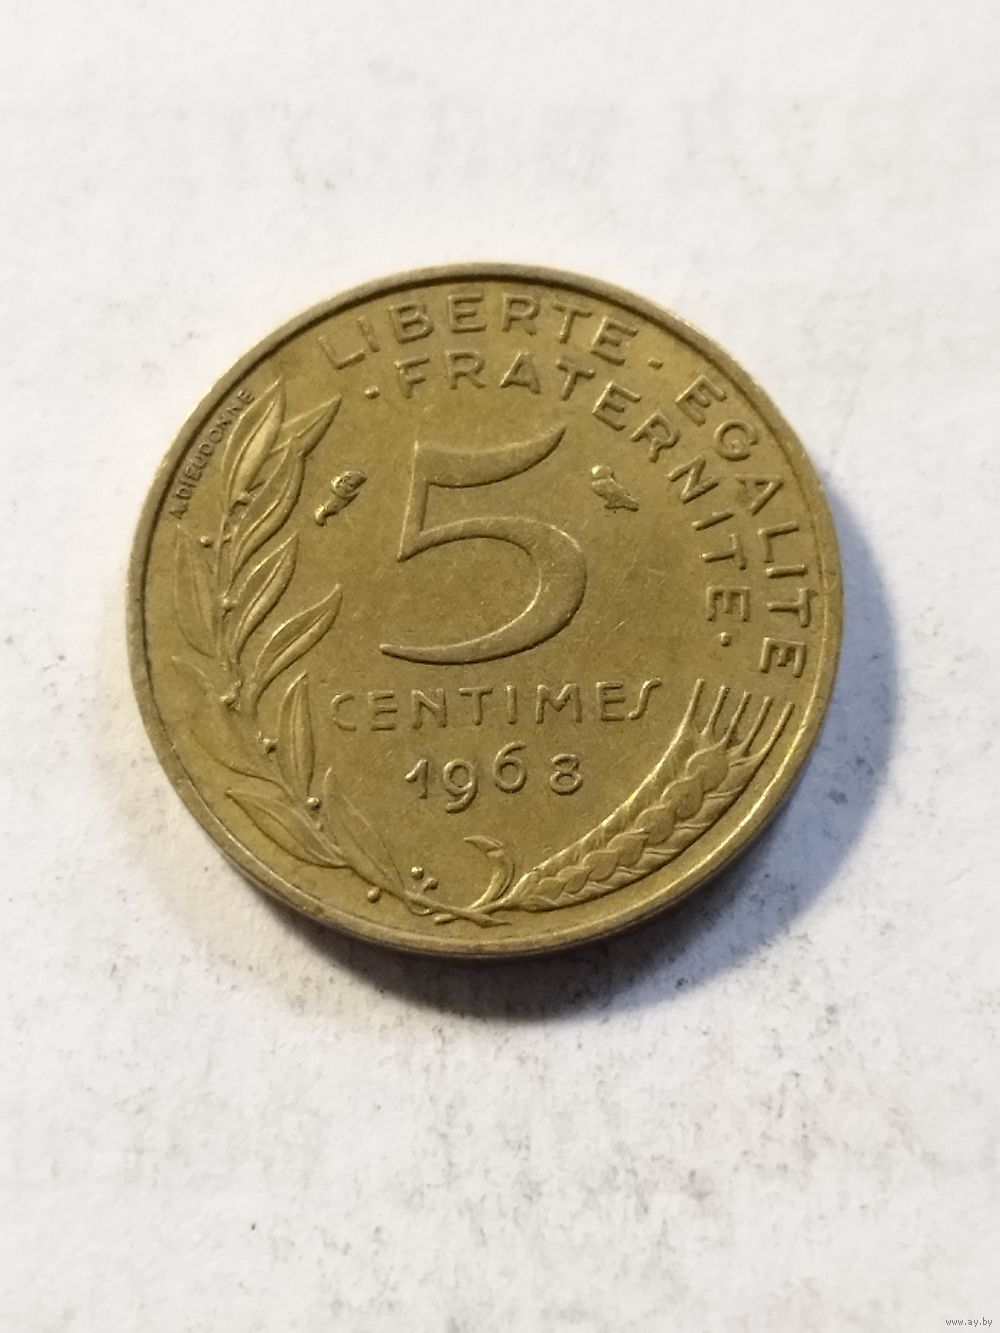 LIBERTE · EGALITE
· FRATERNITE ·
A.DIEUDONNE
5
CENTIMES
1968
www.ay.by